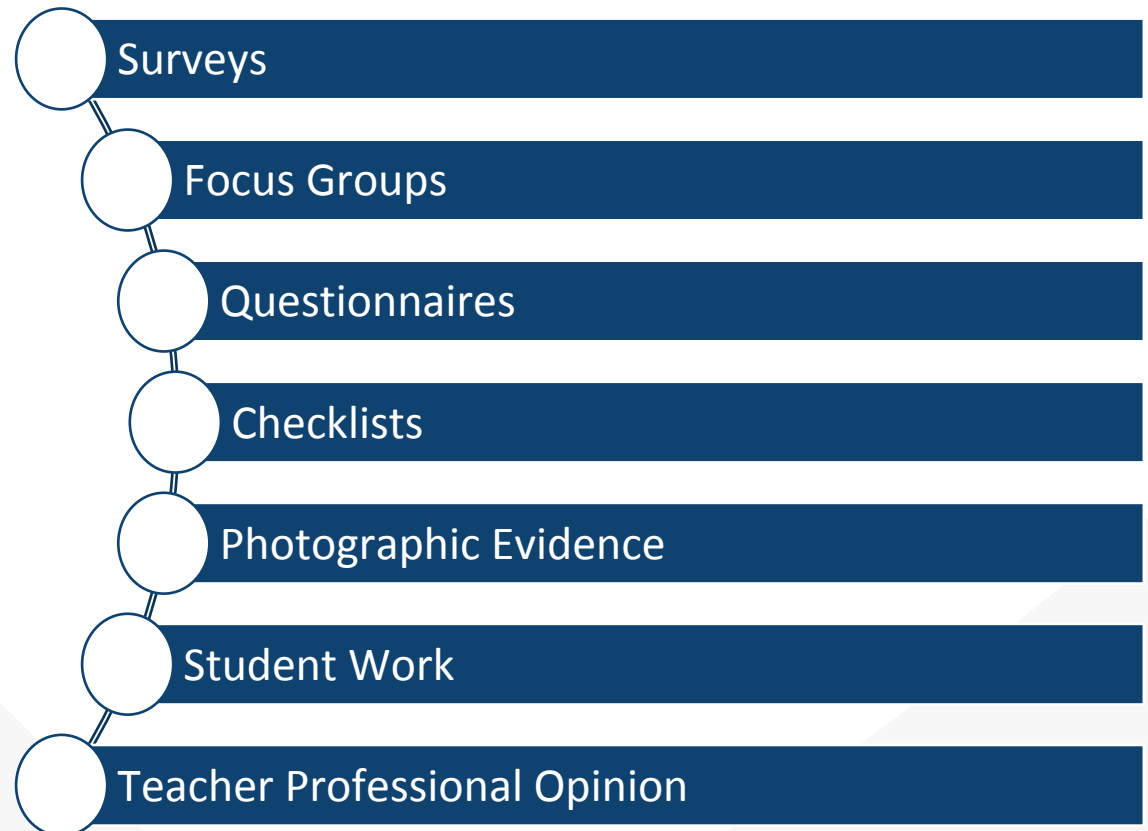 Surveys
Focus Groups
Questionnaires
Checklists
Photographic Evidence
Student Work
Teacher Professional Opinion